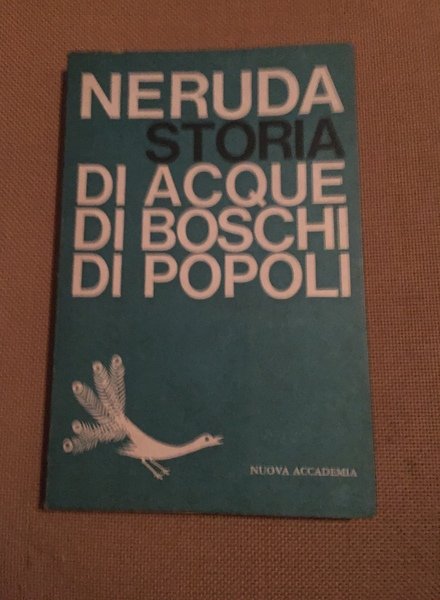 NERUDA
STORIA
DI ACQUE
DI BOSCHI
DI POPOLI
NUOVA ACCADEMIA